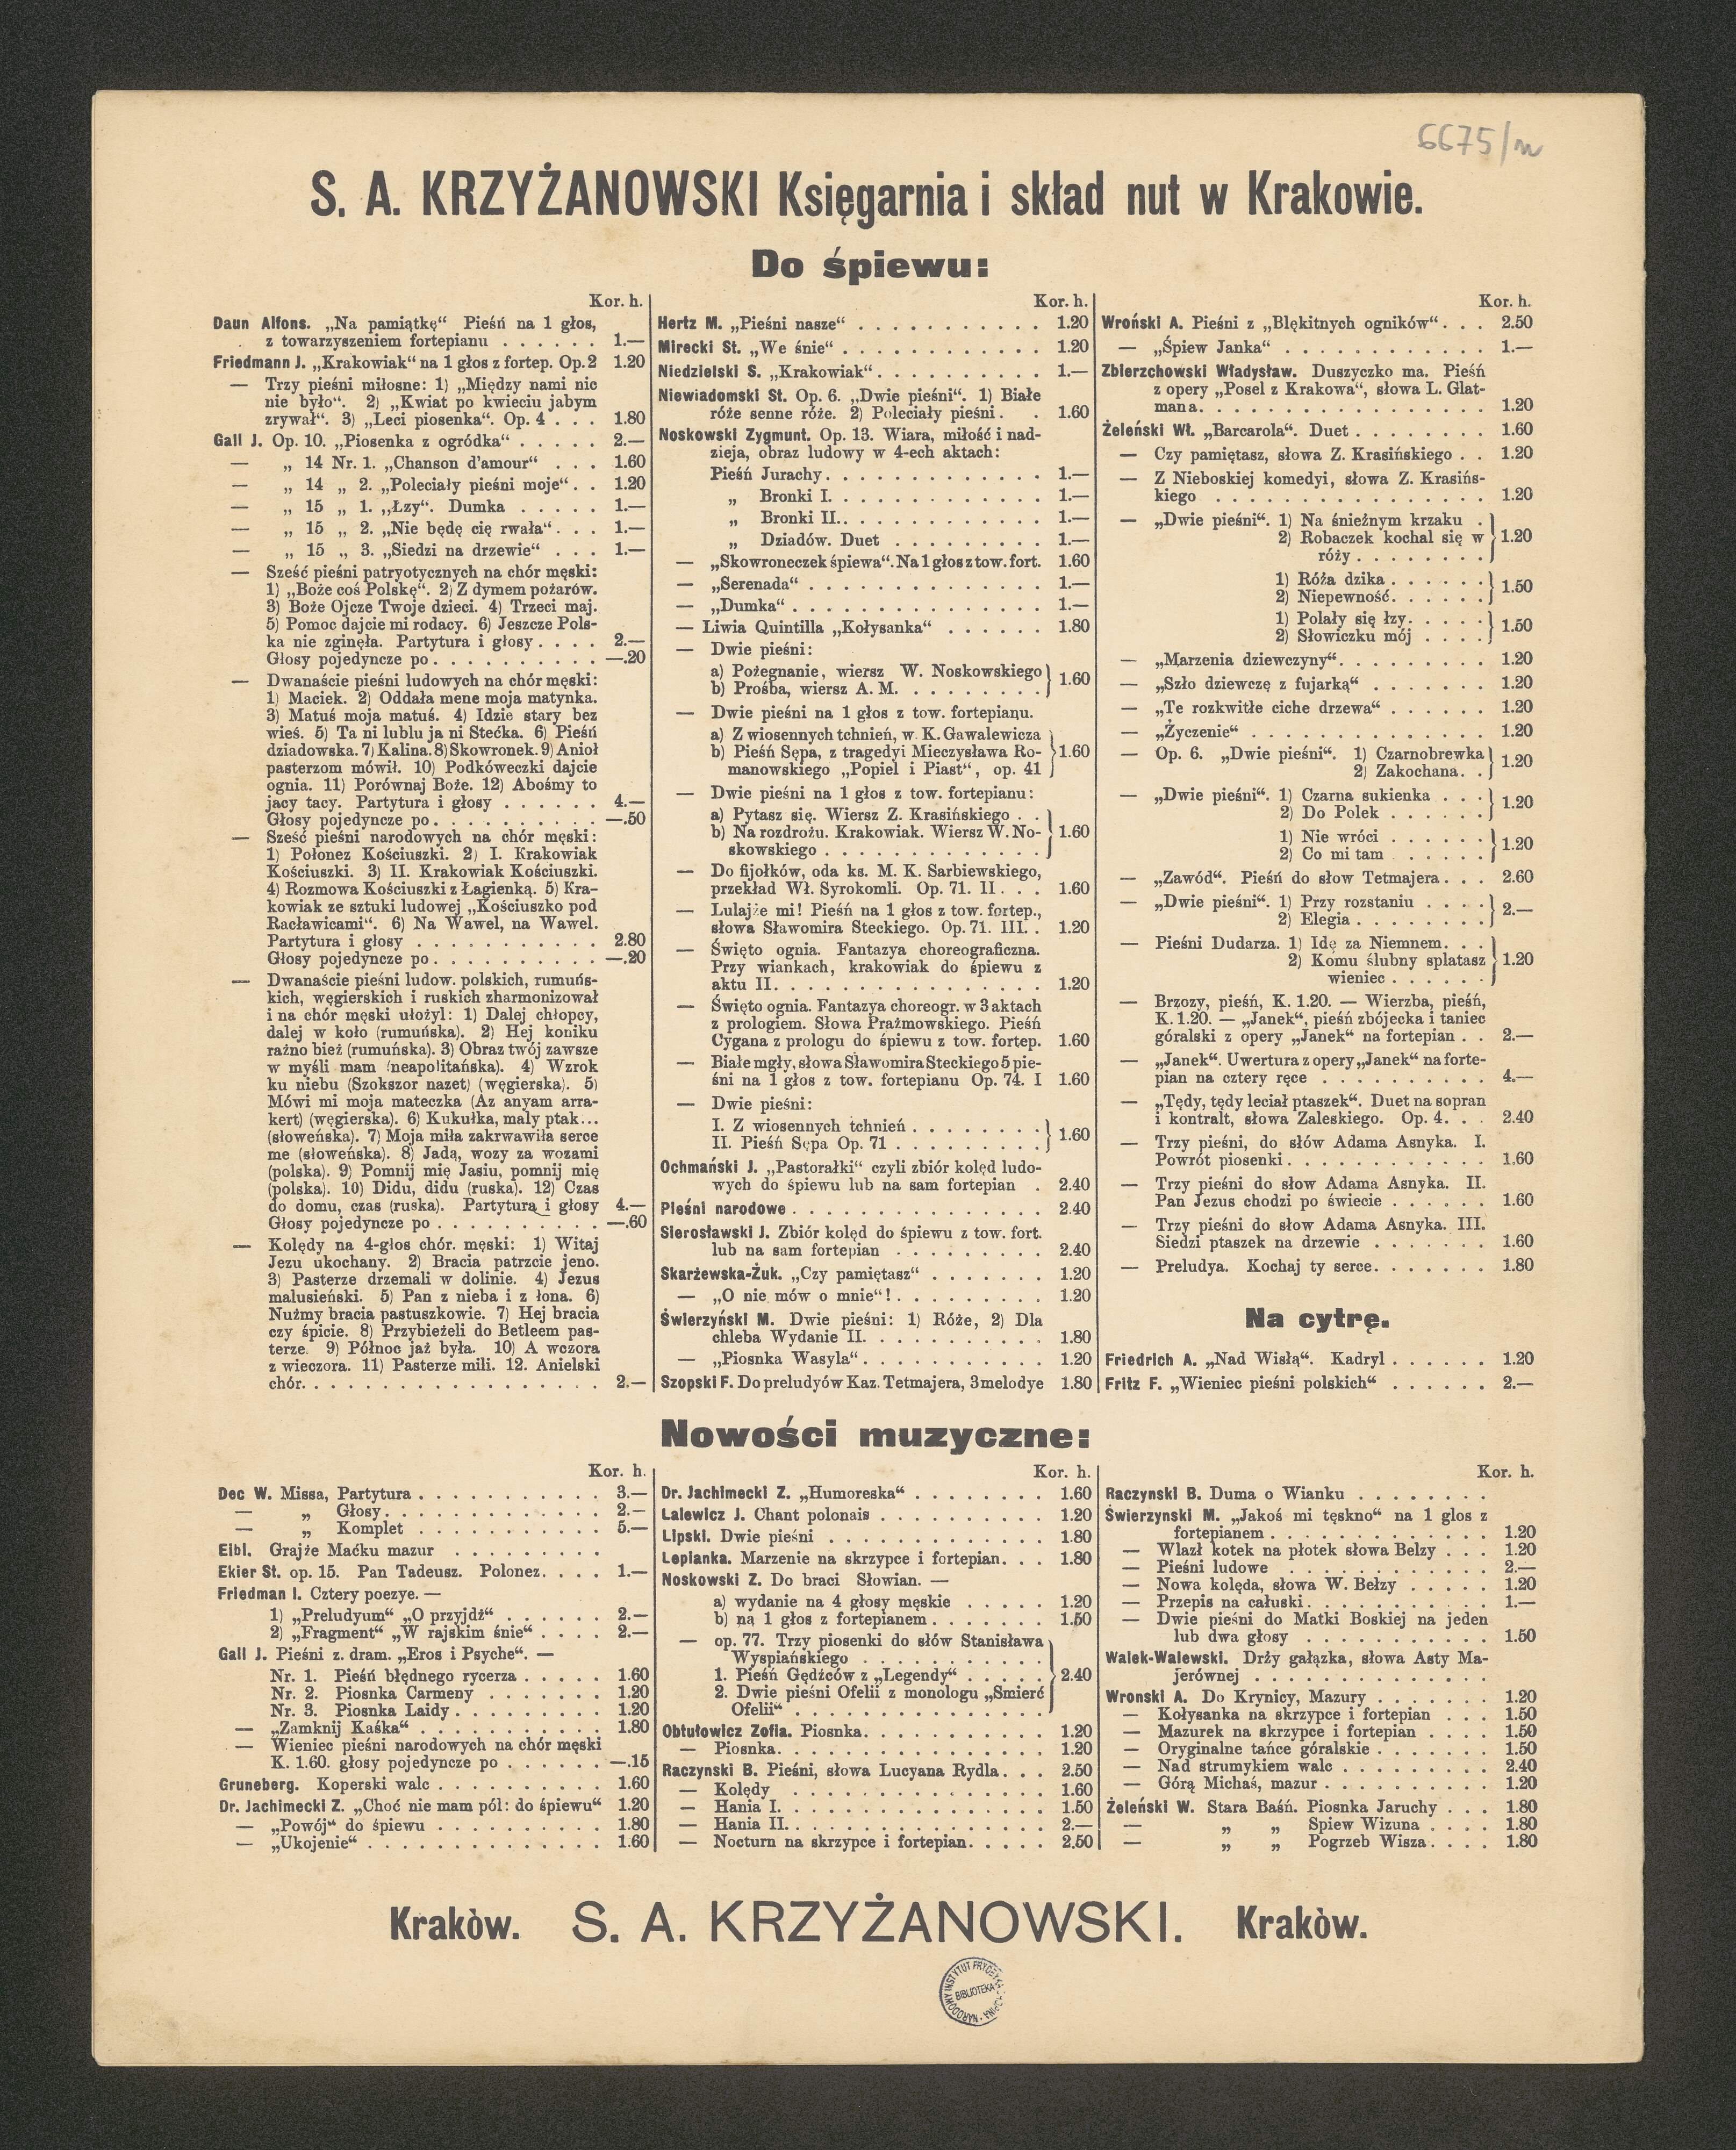 6675/n
S. A. KRZYŻANOWSKI Księgarnia i skład nut w Krakowie.
Do śpiewu:
Kor. h.
Daun Alfons. „Na pamiątkę“ Pieśń na 1 głos,
z towarzyszeniem fortepianu . . . . . . 1.—
Friedmann J. „Krakowiak“ na 1 głos z fortep. Op. 2 1.20
— Trzy pieśni miłosne: 1) „Między nami nic
nie było“. 2) „Kwiat po kwieciu jabym
zrywał“. 3) „Leci piosenka“. Op. 4 . . . 1.80
Gall J. Op. 10. „Piosenka z ogródka“ . . . . . 2.—
— „ 14 Nr. 1. „Chanson d'amour“ . . . 1.60
— „ 14 „ 2. „Poleciały pieśni moje“. . 1.20
— „ 15 „ 1. „Łzy“. Dumka . . . . . 1.—
— „ 15 „ 2. „Nie będę cię rwała“. . . 1.—
— „ 15 „ 3. „Siedzi na drzewie“ . . . 1.—
— Sześć pieśni patryotycznych na chór męski:
1) „Boże coś Polskę“. 2) Z dymem pożarów.
3) Boże Ojcze Twoje dzieci. 4) Trzeci maj.
5) Pomoc dajcie mi rodacy. 6) Jeszcze Pols-
ka nie zginęła. Partytura i głosy . . . . 2.—
Głosy pojedyncze po . . . . . . . . . . —.20
— Dwanaście pieśni ludowych na chór męski:
1) Maciek. 2) Oddała mene moja matynka.
3) Matuś moja matuś. 4) Idzie stary bez
wieś. 5) Ta ni lublu ja ni Stećka. 6) Pieśń
dziadowska. 7) Kalina. 8) Skowronek. 9) Anioł
pasterzom mówił. 10) Podkóweczki dajcie
ognia. 11) Porównaj Boże. 12) Abośmy to
jacy tacy. Partytura i głosy . . . . . . 4.—
Głosy pojedyncze po . . . . . . . . . . —.50
— Sześć pieśni narodowych na chór męski:
1) Połonez Kościuszki. 2) I. Krakowiak
Kościuszki. 3) II. Krakowiak Kościuszki.
4) Rozmowa Kościuszki z Łagienką. 5) Kra-
kowiak ze sztuki ludowej „Kościuszko pod
Racławicami“. 6) Na Wawel, na Wawel.
Partytura i głosy . . . . . . . . . . . 2.80
Głosy pojedyncze po . . . . . . . . . . —.20
— Dwanaście pieśni ludow. polskich, rumuńs-
kich, węgierskich i ruskich zharmonizował
i na chór męski ułożył: 1) Dalej chłopcy,
dalej w koło (rumuńska). 2) Hej koniku
raźno bież (rumuńska). 3) Obraz twój zawsze
w myśli mam (neapolitańska). 4) Wzrok
ku niebu (Szokszor nazet) (węgierska). 5)
Mówi mi moja mateczka (Az anyam arra-
kert) (węgierska). 6) Kukułka, mały ptak...
(słoweńska). 7) Moja miła zakrwawiła serce
me (słoweńska). 8) Jadą, wozy za wozami
(polska). 9) Pomnij mię Jasiu, pomnij mię
(polska). 10) Didu, didu (ruska). 12) Czas
do domu, czas (ruska). Partytura i głosy 4.—
Głosy pojedyncze po . . . . . . . . . . —.60
— Kolędy na 4-głos chór. męski: 1) Witaj
Jezu ukochany. 2) Bracia patrzcie jeno.
3) Pasterze drzemali w dolinie. 4) Jezus
malusieński. 5) Pan z nieba i z łona. 6)
Nużmy bracia pastuszkowie. 7) Hej bracia
czy śpicie. 8) Przybieżeli do Betleem pas-
terze. 9) Północ jaż była. 10) A wczora
z wieczora. 11) Pasterze mili. 12. Anielski
chór. . . . . . . . . . . . . . . . . . 2.—
Kor. h.
Hertz M. „Pieśni nasze“ . . . . . . . . . . . 1.20
Mirecki St. „We śnie“ . . . . . . . . . . . . 1.20
Niedzielski S. „Krakowiak“. . . . . . . . . . 1.—
Niewiadomski St. Op. 6. „Dwie pieśni“. 1) Białe
róże senne róże. 2) Poleciały pieśni. . 1.60
Noskowski Zygmunt. Op. 13. Wiara, miłość i nad-
zieja, obraz ludowy w 4-ech aktach:
Pieśń Jurachy . . . . . . . . . . . . . 1.—
„ Bronki I. . . . . . . . . . . . . 1.—
„ Bronki II. . . . . . . . . . . . 1.—
„ Dziadów. Duet . . . . . . . . . 1.—
— „Skowroneczek śpiewa“. Na 1 głos z tow. fort. 1.60
— „Serenada“ . . . . . . . . . . . . . . 1.—
— „Dumka“ . . . . . . . . . . . . . . . 1.—
— Liwia Quintilla „Kołysanka“ . . . . . . 1.80
— Dwie pieśni:
a) Pożegnanie, wiersz W. Noskowskiego
b) Prośba, wiersz A. M. . . . . . . . . } 1.60
— Dwie pieśni na 1 głos z tow. fortepianu.
a) Z wiosennych tchnień, w. K. Gawalewicza
b) Pieśń Sępa, z tragedyi Mieczysława Ro- } 1.60
manowskiego „Popiel i Piast“, op. 41
— Dwie pieśni na 1 głos z tow. fortepianu:
a) Pytasz się. Wiersz Z. Krasińskiego . .
b) Na rozdrożu. Krakowiak. Wiersz W. No- } 1.60
skowskiego . . . . . . . . . . . . .
— Do fijołków, oda ks. M. K. Sarbiewskiego,
przekład Wł. Syrokomli. Op. 71. II . . . 1.60
— Lulajże mi! Pieśń na 1 głos z tow. fortep.,
słowa Sławomira Steckiego. Op. 71. III. . 1.20
— Święto ognia. Fantazya choreograficzna.
Przy wiankach, krakowiak do śpiewu z
aktu II. . . . . . . . . . . . . . . . . 1.20
— Święto ognia. Fantazya choreogr. w 3 aktach
z prologiem. Słowa Prażmowskiego. Pieśń
Cygana z prologu do śpiewu z tow. fortep. 1.60
— Białe mgły, słowa Sławomira Steckiego 5 pie-
śni na 1 głos z tow. fortepianu Op. 74. I 1.60
— Dwie pieśni:
I. Z wiosennych tchnień . . . . . . . .
II. Pieśń Sępa Op. 71 . . . . . . . . . } 1.60
Ochmański J. „Pastorałki“ czyli zbiór kolęd ludo-
wych do śpiewu lub na sam fortepian . 2.40
Pieśni narodowe . . . . . . . . . . . . . . . 2.40
Sierosławski J. Zbiór kolęd do śpiewu z tow. fort.
lub na sam fortepian . . . . . . . . . 2.40
Skarżewska-Żuk. „Czy pamiętasz“ . . . . . . . 1.20
— „O nie mów o mnie“! . . . . . . . . . 1.20
Świerzyński M. Dwie pieśni: 1) Róże, 2) Dla
chleba Wydanie II. . . . . . . . . . . 1.80
— „Piosnka Wasyla“. . . . . . . . . . . 1.20
Szopski F. Do preludyów Kaz. Tetmajera, 3 melodye 1.80
Kor. h.
Wroński A. Pieśni z „Błękitnych ogników“. . . 2.50
— „Śpiew Janka“ . . . . . . . . . . . . 1.—
Zbierzchowski Władysław. Duszyczko ma. Pieśń
z opery „Posel z Krakowa“, słowa L. Glat-
mana. . . . . . . . . . . . . . . . . . 1.20
Żeleński Wł. „Barcarola“. Duet . . . . . . . . 1.60
— Czy pamiętasz, słowa Z. Krasińskiego . . 1.20
— Z Nieboskiej komedyi, słowa Z. Krasińs-
kiego . . . . . . . . . . . . . . . . . 1.20
— „Dwie pieśni“. 1) Na śnieżnym krzaku .
2) Robaczek kochal się w } 1.20
róży . . . . . . . . .
1) Róża dzika . . . . . .
2) Niepewność. . . . . . . } 1.50
1) Polały się łzy. . . . . .
2) Słowiczku mój . . . . } 1.50
— „Marzenia dziewczyny“. . . . . . . . . 1.20
— „Szło dziewczę z fujarką“ . . . . . . . 1.20
— „Te rozkwitłe ciche drzewa“ . . . . . . 1.20
— „Życzenie“ . . . . . . . . . . . . . . 1.20
— Op. 6. „Dwie pieśni“. 1) Czarnobrewka
2) Zakochana. . . } 1.20
— „Dwie pieśni“. 1) Czarna sukienka . . .
2) Do Polek . . . . . . } 1.20
1) Nie wróci . . . . . .
2) Co mi tam . . . . . . } 1.20
— „Zawód“. Pieśń do słow Tetmajera . . . 2.60
— „Dwie pieśni“. 1) Przy rozstaniu . . . .
2) Elegia . . . . . . . . } 2.—
— Pieśni Dudarza. 1) Idę za Niemnem. . . .
2) Komu ślubny splatasz } 1.20
wieniec . . . . . . .
— Brzozy, pieśń, K. 1.20. — Wierzba, pieśń,
K. 1.20. — „Janek“, pieśń zbójecka i taniec
góralski z opery „Janek“ na fortepian . . 2.—
— „Janek“. Uwertura z opery „Janek“ na forte-
pian na cztery ręce . . . . . . . . . . 4.—
— „Tędy, tędy leciał ptaszek“. Duet na sopran
i kontralt, słowa Zaleskiego. Op. 4 . . . 2.40
— Trzy pieśni, do słów Adama Asnyka. I.
Powrót piosenki . . . . . . . . . . . . 1.60
— Trzy pieśni do słow Adama Asnyka. II.
Pan Jezus chodzi po świecie . . . . . . 1.60
— Trzy pieśni do słow Adama Asnyka. III.
Siedzi ptaszek na drzewie . . . . . . . 1.60
— Preludya. Kochaj ty serce . . . . . . . 1.80
Na cytrę.
Friedrich A. „Nad Wisłą“. Kadryl . . . . . . 1.20
Fritz F. „Wieniec pieśni polskich“ . . . . . . 2.—
Nowości muzyczne:
Kor. h.
Dec W. Missa, Partytura . . . . . . . . . . . 3.—
— „ Głosy . . . . . . . . . . . . . 2.—
— „ Komplet . . . . . . . . . . . 5.—
Eibl. Grajże Maćku mazur . . . . . . . . .
Ekier St. op. 15. Pan Tadeusz. Polonez. . . . . 1.—
Friedman I. Cztery poezye. —
1) „Preludyum“ „O przyjdź“ . . . . . . 2.—
2) „Fragment“ „W rajskim śnie“ . . . . 2.—
Gall J. Pieśni z. dram. „Eros i Psyche“. —
Nr. 1. Pieśń błędnego rycerza . . . . . 1.60
Nr. 2. Piosnka Carmeny . . . . . . . 1.20
Nr. 3. Piosnka Laidy . . . . . . . . . 1.20
— „Zamknij Kaśka“ . . . . . . . . . . . 1.80
— Wieniec pieśni narodowych na chór męski
K. 1.60. głosy pojedyncze po . . . . . . —.15
Gruneberg. Koperski walc . . . . . . . . . . 1.60
Dr. Jachimecki Z. „Choć nie mam pól: do śpiewu“ 1.20
— „Powój“ do śpiewu . . . . . . . . . . 1.80
— „Ukojenie“ . . . . . . . . . . . . . . 1.60
Kor. h.
Dr. Jachimecki Z. „Humoreska“ . . . . . . . . 1.60
Lalewicz J. Chant polonais . . . . . . . . . . 1.20
Lipski. Dwie pieśni . . . . . . . . . . . . . 1.80
Lepianka. Marzenie na skrzypce i fortepian. . . 1.80
Noskowski Z. Do braci Słowian. —
a) wydanie na 4 głosy męskie . . . . . 1.20
b) na 1 głos z fortepianem . . . . . . . 1.50
— op. 77. Trzy piosenki do słów Stanisława
Wyspiańskiego . . . . . . . . . . .
1. Pieśń Gędźców z „Legendy“ . . . . . } 2.40
2. Dwie pieśni Ofelii z monologu „Smierć
Ofelii“ . . . . . . . . . . . . . . .
Obtułowicz Zofia. Piosnka. . . . . . . . . . . 1.20
— Piosnka. . . . . . . . . . . . . . . . 1.20
Raczynski B. Pieśni, słowa Lucyana Rydla . . . 2.50
— Kolędy . . . . . . . . . . . . . . . 1.60
— Hania I. . . . . . . . . . . . . . . . 1.50
— Hania II. . . . . . . . . . . . . . . 2.—
— Nocturn na skrzypce i fortepian . . . . . 2.50
Kor. h.
Raczynski B. Duma o Wianku . . . . . . . .
Świerzynski M. „Jakoś mi tęskno“ na 1 glos z
fortepianem . . . . . . . . . . . . . 1.20
— Wlazł kotek na płotek słowa Belzy . . . 1.20
— Pieśni ludowe . . . . . . . . . . . . 2.—
— Nowa kolęda, słowa W. Bełzy . . . . . 1.20
— Przepis na całuski . . . . . . . . . . . 1.—
— Dwie pieśni do Matki Boskiej na jeden
lub dwa głosy . . . . . . . . . . . 1.50
Walek-Walewski. Drży gałązka, słowa Asty Ma-
jerównej . . . . . . . . . . . . . . .
Wronski A. Do Krynicy, Mazury . . . . . . . 1.20
— Kołysanka na skrzypce i fortepian . . . 1.50
— Mazurek na skrzypce i fortepian . . . . 1.50
— Oryginalne tańce góralskie . . . . . . . 1.50
— Nad strumykiem walc . . . . . . . . . 2.40
— Górą Michaś, mazur . . . . . . . . . . 1.20
Żeleński W. Stara Baśń. Piosnka Jaruchy . . . 1.80
— „ „ Spiew Wizuna . . . . 1.80
— „ „ Pogrzeb Wisza . . . . 1.80
Krakòw. S. A. KRZYŻANOWSKI. Krakòw.
NARODOWY INSTYTUT FRYDERYKA CHOPINA
BIBLIOTEKA